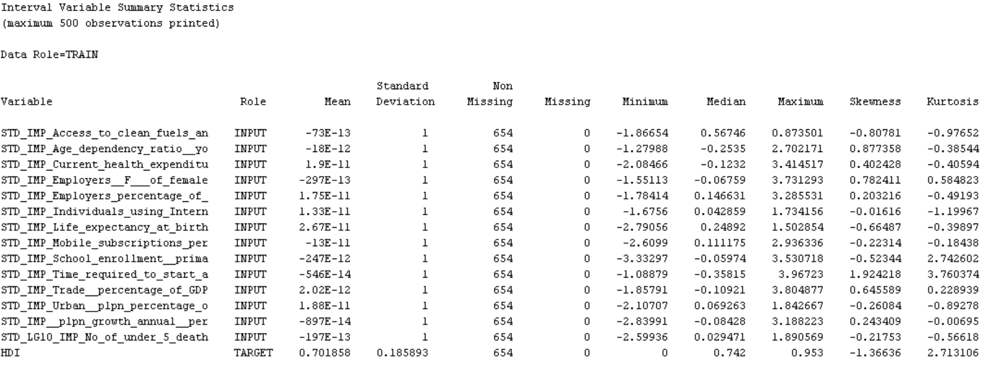 Interval Variable Summary Statistics
(maximum 500 observations printed)
Data Role=TRAIN
Standard Non
Variable Role Mean Deviation Missing Missing Minimum Median Maximum Skewness Kurtosis
STD_IMP_Access_to_clean_fuels_an INPUT -73E-13 1 654 0 -1.86654 0.56746 0.873501 -0.80781 -0.97652
STD_IMP_Age_dependency_ratio__yo INPUT -18E-12 1 654 0 -1.27988 -0.2535 2.702171 0.877358 -0.38544
STD_IMP_Current_health_expenditu INPUT 1.9E-11 1 654 0 -2.08466 -0.1232 3.414517 0.402428 -0.40594
STD_IMP_Employers__F___of_female INPUT -297E-13 1 654 0 -1.55113 -0.06759 3.731293 0.782411 0.584823
STD_IMP_Employers_percentage_of_ INPUT 1.75E-11 1 654 0 -1.78414 0.146631 3.285531 0.203216 -0.49193
STD_IMP_Individuals_using_Intern INPUT 1.33E-11 1 654 0 -1.6756 0.042859 1.734156 -0.01616 -1.19967
STD_IMP_Life_expectancy_at_birth INPUT 2.67E-11 1 654 0 -2.79056 0.24892 1.502854 -0.66487 -0.39897
STD_IMP_Mobile_subscriptions_per INPUT -13E-11 1 654 0 -2.6099 0.111175 2.936336 -0.22314 -0.18438
STD_IMP_School_enrollment__prima INPUT -247E-12 1 654 0 -3.33297 -0.05974 3.530718 -0.52344 2.742602
STD_IMP_Time_required_to_start_a INPUT -546E-14 1 654 0 -1.08879 -0.35815 3.96723 1.924218 3.760374
STD_IMP_Trade__percentage_of_GDP INPUT 2.02E-12 1 654 0 -1.85791 -0.10921 3.804877 0.645589 0.228939
STD_IMP_Urban__plpn_percentage_o INPUT 1.88E-11 1 654 0 -2.10707 0.069263 1.842667 -0.26084 -0.89278
STD_IMP__plpn_growth_annual__per INPUT -897E-14 1 654 0 -2.83991 -0.08428 3.188223 0.243409 -0.00695
STD_LG10_IMP_No_of_under_5_death INPUT -197E-13 1 654 0 -2.59936 0.029471 1.890569 -0.21753 -0.56618
HDI TARGET 0.701858 0.185893 654 0 0 0.742 0.953 -1.36636 2.713106